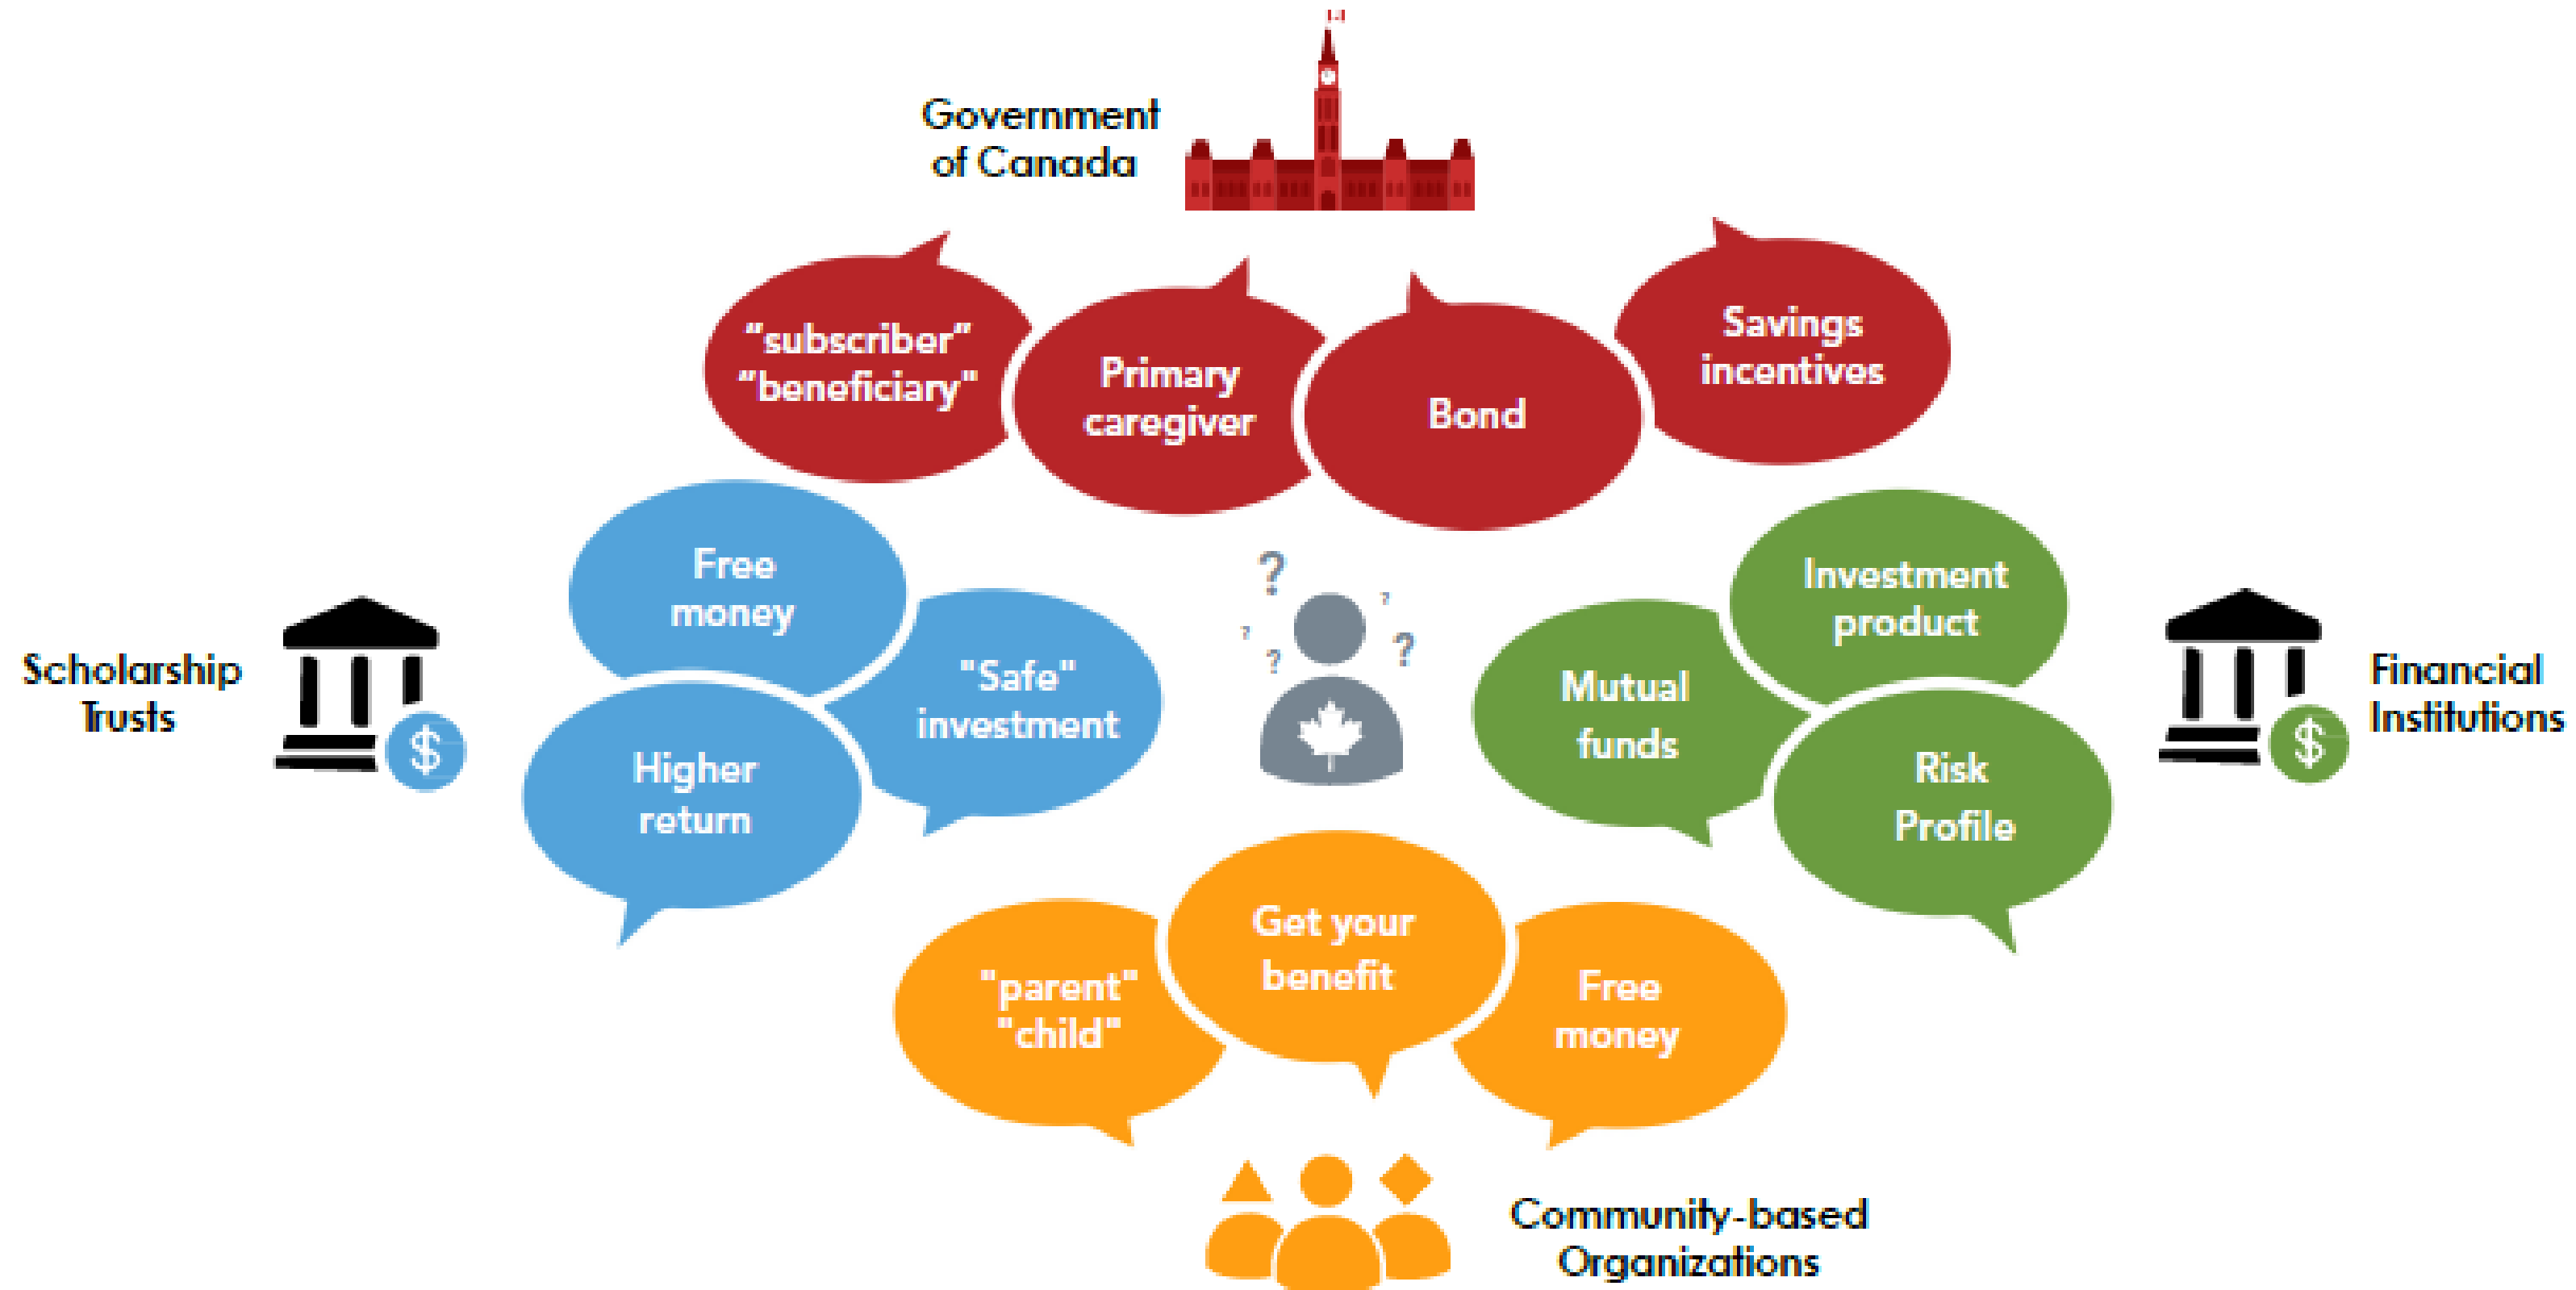 Government
of Canada
“subscriber”
“beneficiary"
Primary
caregiver
Bond
Savings
incentives
Free
money
"Safe"
investment
Higher
return
Scholarship
Trusts
$
?
?
?
?
?
Investment
product
Mutual
funds
Risk
Profile
$
Financial
Institutions
"parent"
"child"
Get your
benefit
Free
money
Community-based
Organizations